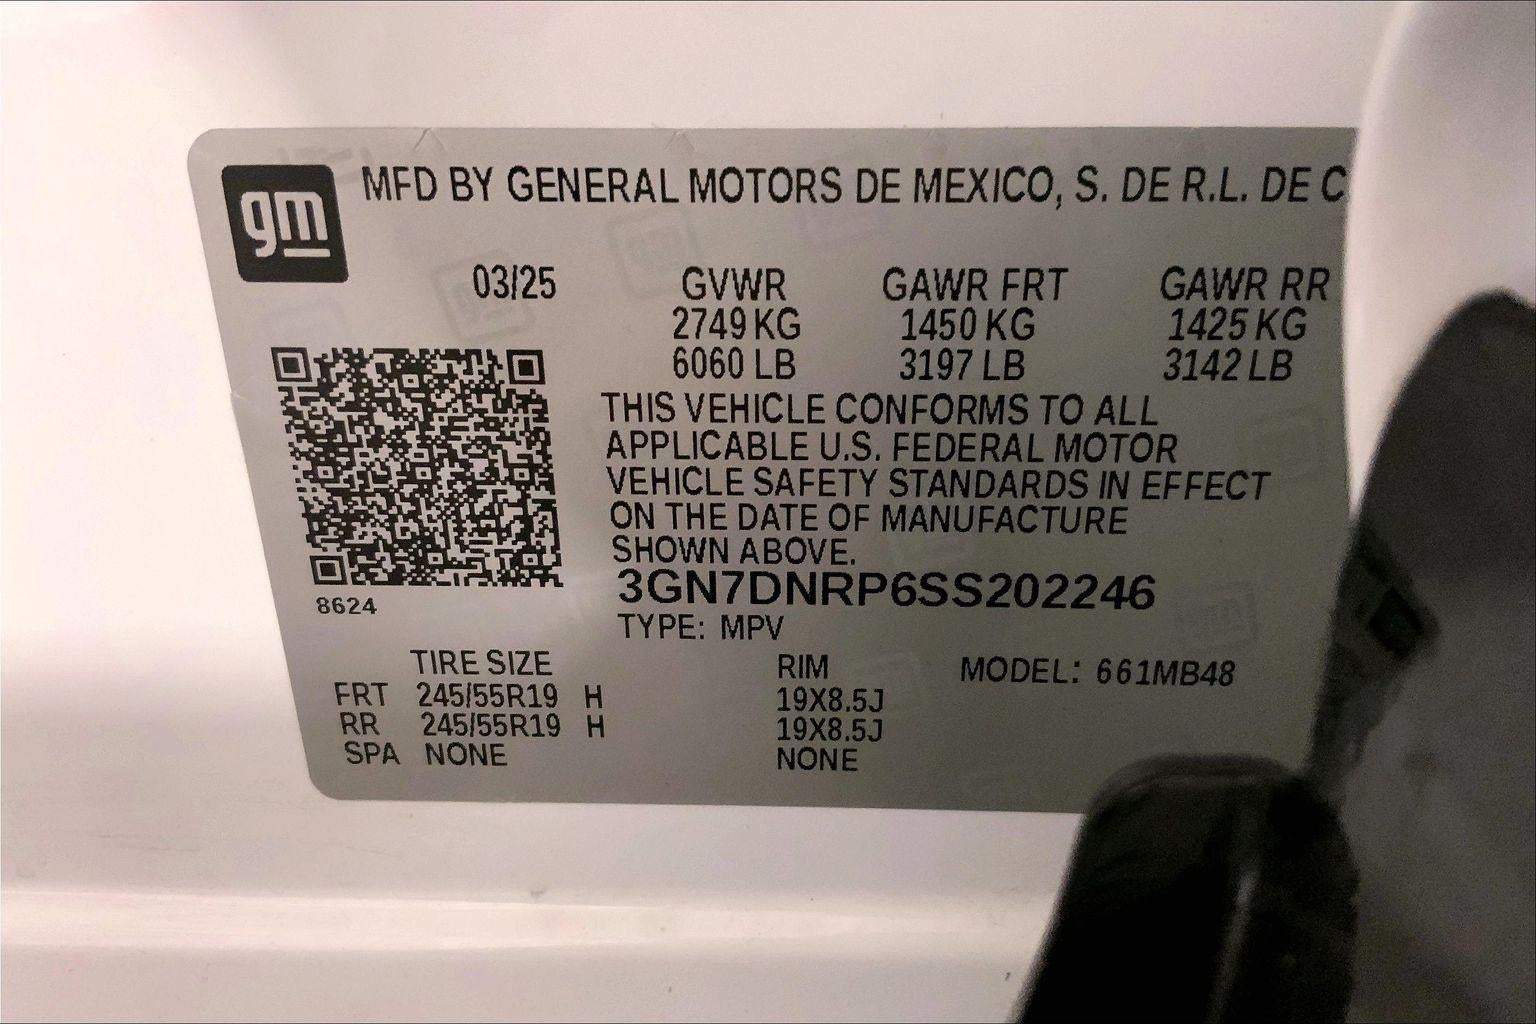 gm
MFD BY GENERAL MOTORS DE MEXICO, S. DE R.L. DE C
03/25 GVWR GAWR FRT GAWR RR
2749 KG 1450 KG 1425 KG
6060 LB 3197 LB 3142 LB
THIS VEHICLE CONFORMS TO ALL
APPLICABLE U.S. FEDERAL MOTOR
VEHICLE SAFETY STANDARDS IN EFFECT
ON THE DATE OF MANUFACTURE
SHOWN ABOVE.
3GN7DNRP6SS202246
8624
TYPE: MPV
TIRE SIZE RIM MODEL: 661MB48
FRT 245/55R19 H 19X8.5J
RR 245/55R19 H 19X8.5J
SPA NONE NONE